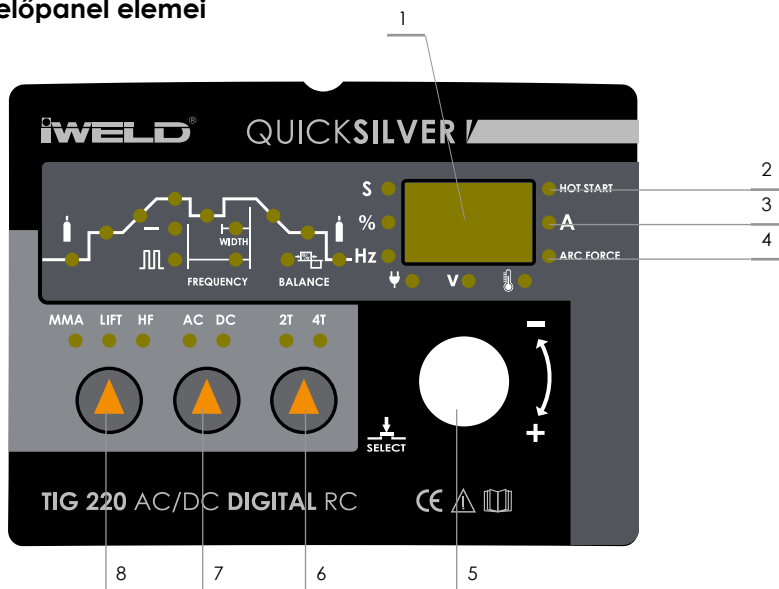 előpanel elemei
1
iWELD®
QUICKSILVER
S
HOT START
2
%
A
3
WIDTH
Hz
ARC FORCE
4
FREQUENCY
BALANCE
V
MMA LIFT HF AC DC 2T 4T
-
+
SELECT
TIG 220 AC/DC DIGITAL RC
CE
8 7 6 5